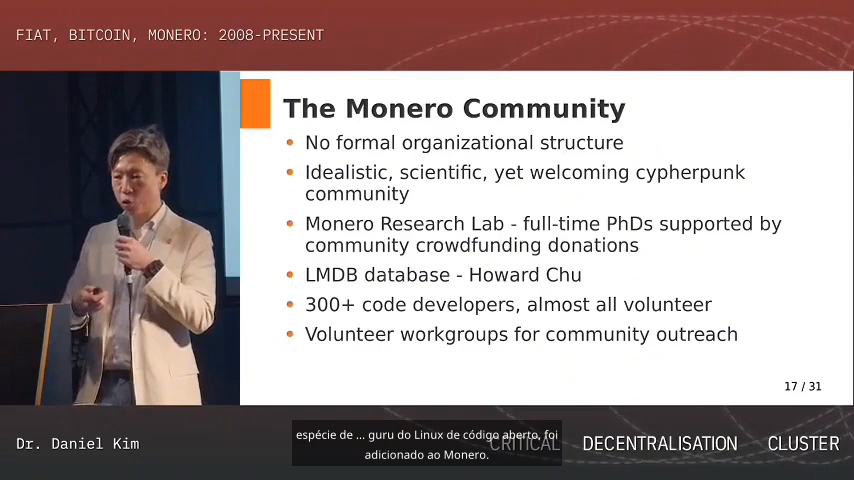 FIAT, BITCOIN, MONERO: 2008-PRESENT
The Monero Community
No formal organizational structure
Idealistic, scientific, yet welcoming cypherpunk
community
Monero Research Lab - full-time PhDs supported by
community crowdfunding donations
LMDB database - Howard Chu
300+ code developers, almost all volunteer
Volunteer workgroups for community outreach
17 / 31
Dr. Daniel Kim
CRITICAL DECENTRALISATION CLUSTER
espécie de ... guru do Linux de código aberto, foi
adicionado ao Monero.